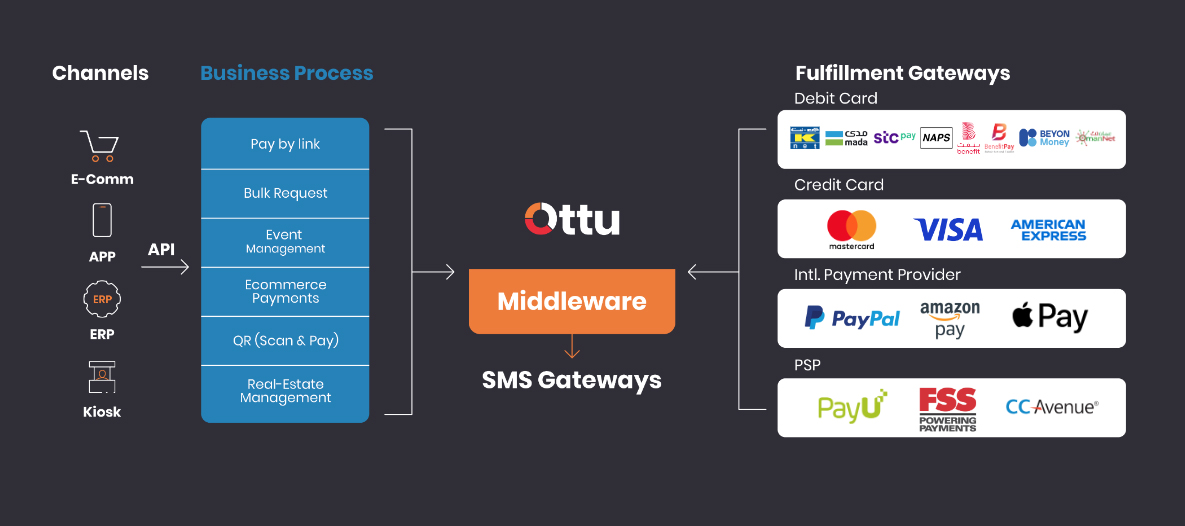 Channels
Business Process
Fulfillment Gateways
Debit Card
E-Comm
APP
API
ERP
ERP
Kiosk
Pay by link
Bulk Request
Event
Management
Ecommerce
Payments
QR (Scan & Pay)
Real-Estate
Management
Ottu
Middleware
SMS Gateways
net
مدى
mada
stc pay
NAPS
بنفت
benefit
BenefitPay
BEYON
Money
OmanNet
Credit Card
mastercard
VISA
AMERICAN
EXPRESS
Intl. Payment Provider
PayPal
amazon
pay
Pay
PSP
PayU
FSS
POWERING
PAYMENTS
CCAvenue®